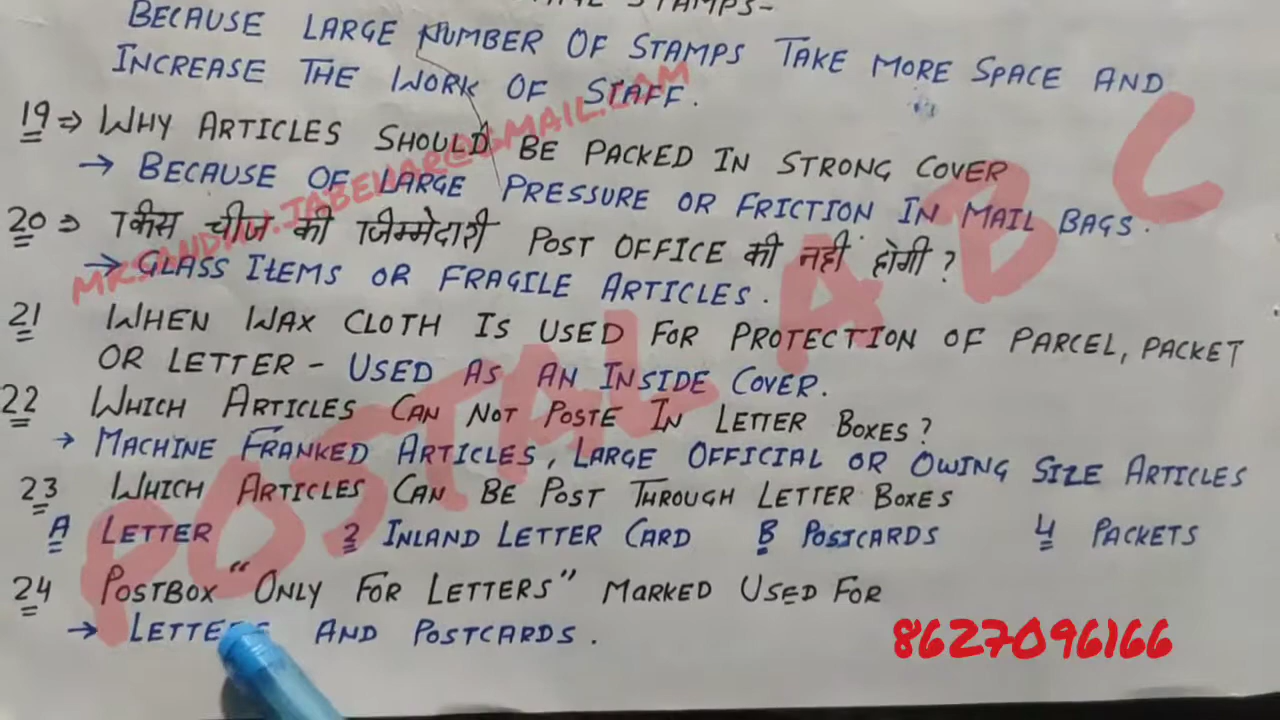 STAMPS-
BECAUSE LARGE NUMBER OF STAMPS TAKE MORE SPACE AND
INCREASE THE WORK OF STAFF.
19 ⇒ WHY ARTICLES SHOULD BE PACKED IN STRONG COVER
→ BECAUSE OF LARGE PRESSURE OR FRICTION IN MAIL BAGS.
20 ⇒ किस चीज की जिम्मेदारी POST OFFICE की नही होगी ?
→ GLASS ITEMS OR FRAGILE ARTICLES.
21 WHEN WAX CLOTH IS USED FOR PROTECTION OF PARCEL, PACKET
OR LETTER - USED AS AN INSIDE COVER.
22 WHICH ARTICLES CAN NOT POSTE IN LETTER BOXES?
→ MACHINE FRANKED ARTICLES, LARGE OFFICIAL OR OWING SIZE ARTICLES
23 WHICH ARTICLES CAN BE POST THROUGH LETTER BOXES
A LETTER 2 INLAND LETTER CARD B POSTCARDS 4 PACKETS
24 POSTBOX "ONLY FOR LETTERS" MARKED USED FOR
→ LETTERS AND POSTCARDS.
POSTAL A B C
8627096166